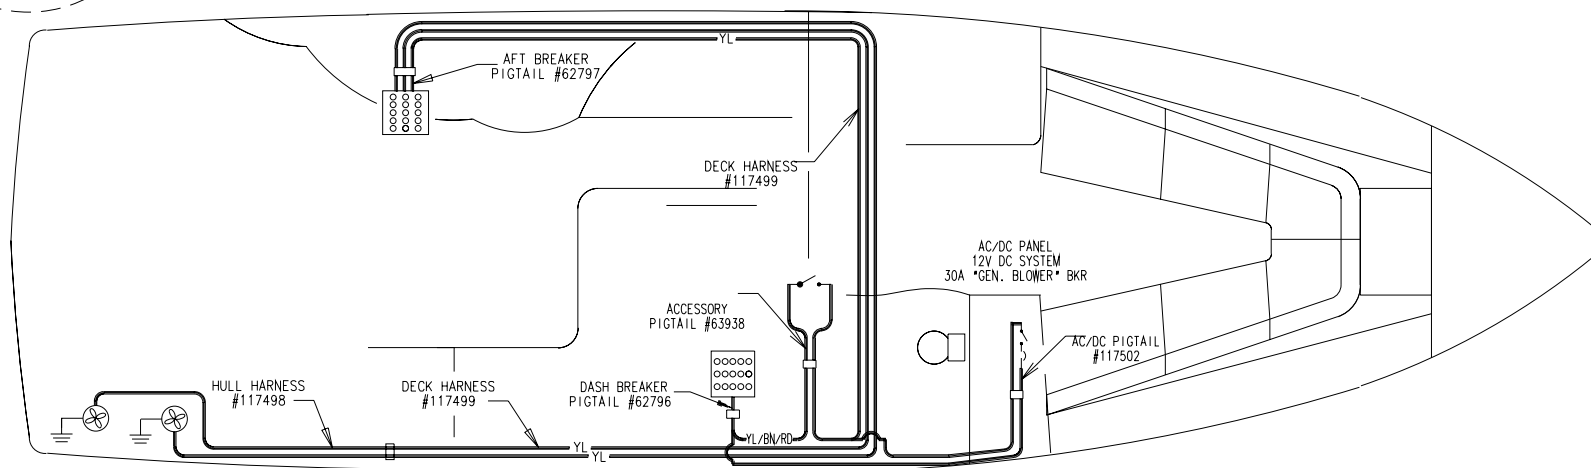 YL
AFT BREAKER
PIGTAIL #62797
DECK HARNESS
#117499
AC/DC PANEL
12V DC SYSTEM
30A "GEN. BLOWER" BKR
ACCESSORY
PIGTAIL #63938
AC/DC PIGTAIL
#117502
HULL HARNESS
#117498
DECK HARNESS
#117499
DASH BREAKER
PIGTAIL #62796
YL/BN/RD
YL
YL